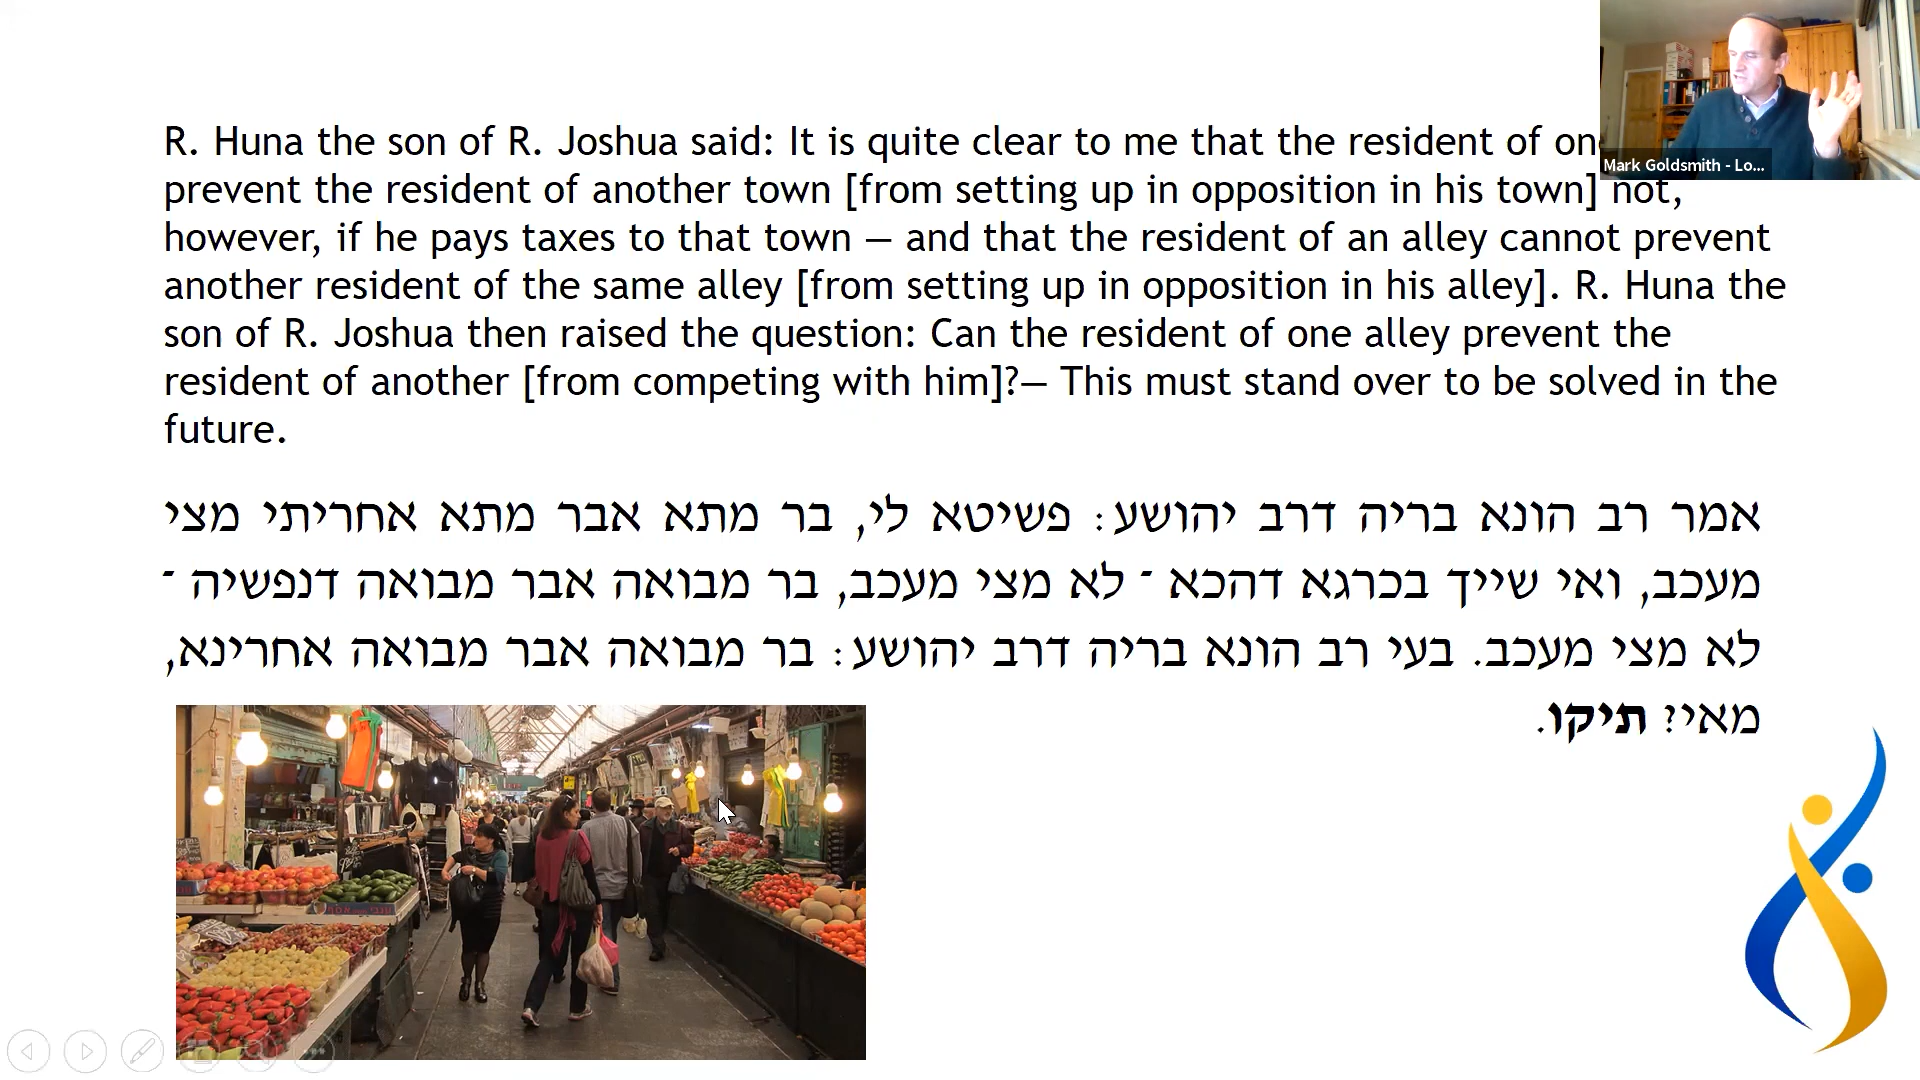 R. Huna the son of R. Joshua said: It is quite clear to me that the resident of
prevent the resident of another town [from setting up in opposition in his town] not,
however, if he pays taxes to that town — and that the resident of an alley cannot prevent
another resident of the same alley [from setting up in opposition in his alley]. R. Huna the
son of R. Joshua then raised the question: Can the resident of one alley prevent the
resident of another [from competing with him]?— This must stand over to be solved in the
future.
Mark Goldsmith - Lo...
אמר רב הונא בריה דרב יהושע: פשיטא לי, בר מתא אבר מתא אחריתי מצי
מעכב, ואי שייך בכרגא דהכא - לא מצי מעכב, בר מבואה אבר מבואה דנפשיה -
לא מצי מעכב. בעי רב הונא בריה דרב יהושע: בר מבואה אבר מבואה אחרינא,
מאי? תיקו.